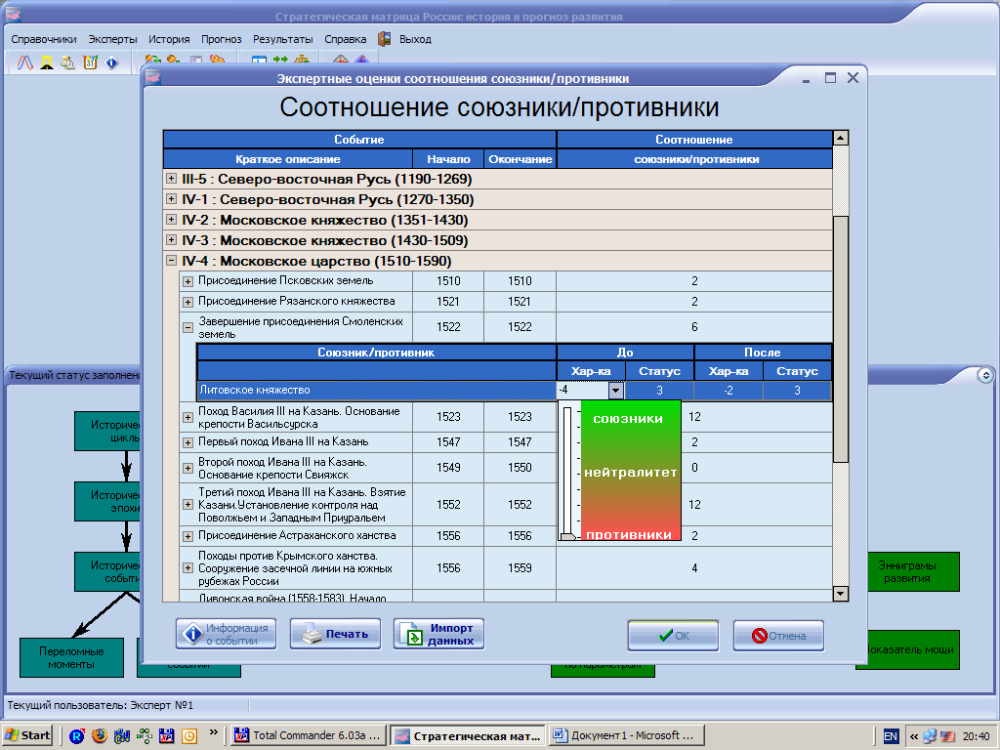 Стратегическая матрица России: история и прогноз развития
Справочники Эксперты История Прогноз Результаты Справка Выход
Экспертные оценки соотношения союзники/противники
Соотношение союзники/противники
Событие Соотношение
Краткое описание Начало Окончание союзники/противники
III-5 : Северо-восточная Русь (1190-1269)
IV-1 : Северо-восточная Русь (1270-1350)
IV-2 : Московское княжество (1351-1430)
IV-3 : Московское княжество (1430-1509)
IV-4 : Московское царство (1510-1590)
Присоединение Псковских земель 1510 1510 2
Присоединение Рязанского княжества 1521 1521 2
Завершение присоединения Смоленских
земель 1522 1522 6
Союзник/противник До После
Хар-ка Статус Хар-ка Статус
Литовское княжество -4 3 -2 3
Поход Василия III на Казань. Основание
крепости Васильсурска 1523 1523 12
Первый поход Ивана III на Казань 1547 1547 2
Второй поход Ивана III на Казань.
Основание крепости Свияжск 1549 1550 0
Третий поход Ивана III на Казань. Взятие
Казани.Установление контроля над
Поволжьем и Западным Приуральем 1552 1552 12
Присоединение Астраханского ханства 1556 1556 2
Походы против Крымского ханства.
Сооружение засечной линии на южных
рубежах России 1556 1559 4
Ливонская война (1558-1583). Начало
союзники
нейтралитет
противники
Информация
о событии
Печать
Импорт
данных
OK
Отмена
Текущий статус заполнен
Историчес
циклы
Историчес
эпохи
Историчес
событи
Переломные
моменты
события
по параметрам
Энниграмы
развития
Показатель мощи
Текущий пользователь: Эксперт №1
Start Total Commander 6.03a ... Стратегическая мат... Документ1 - Microsoft ... EN 20:40